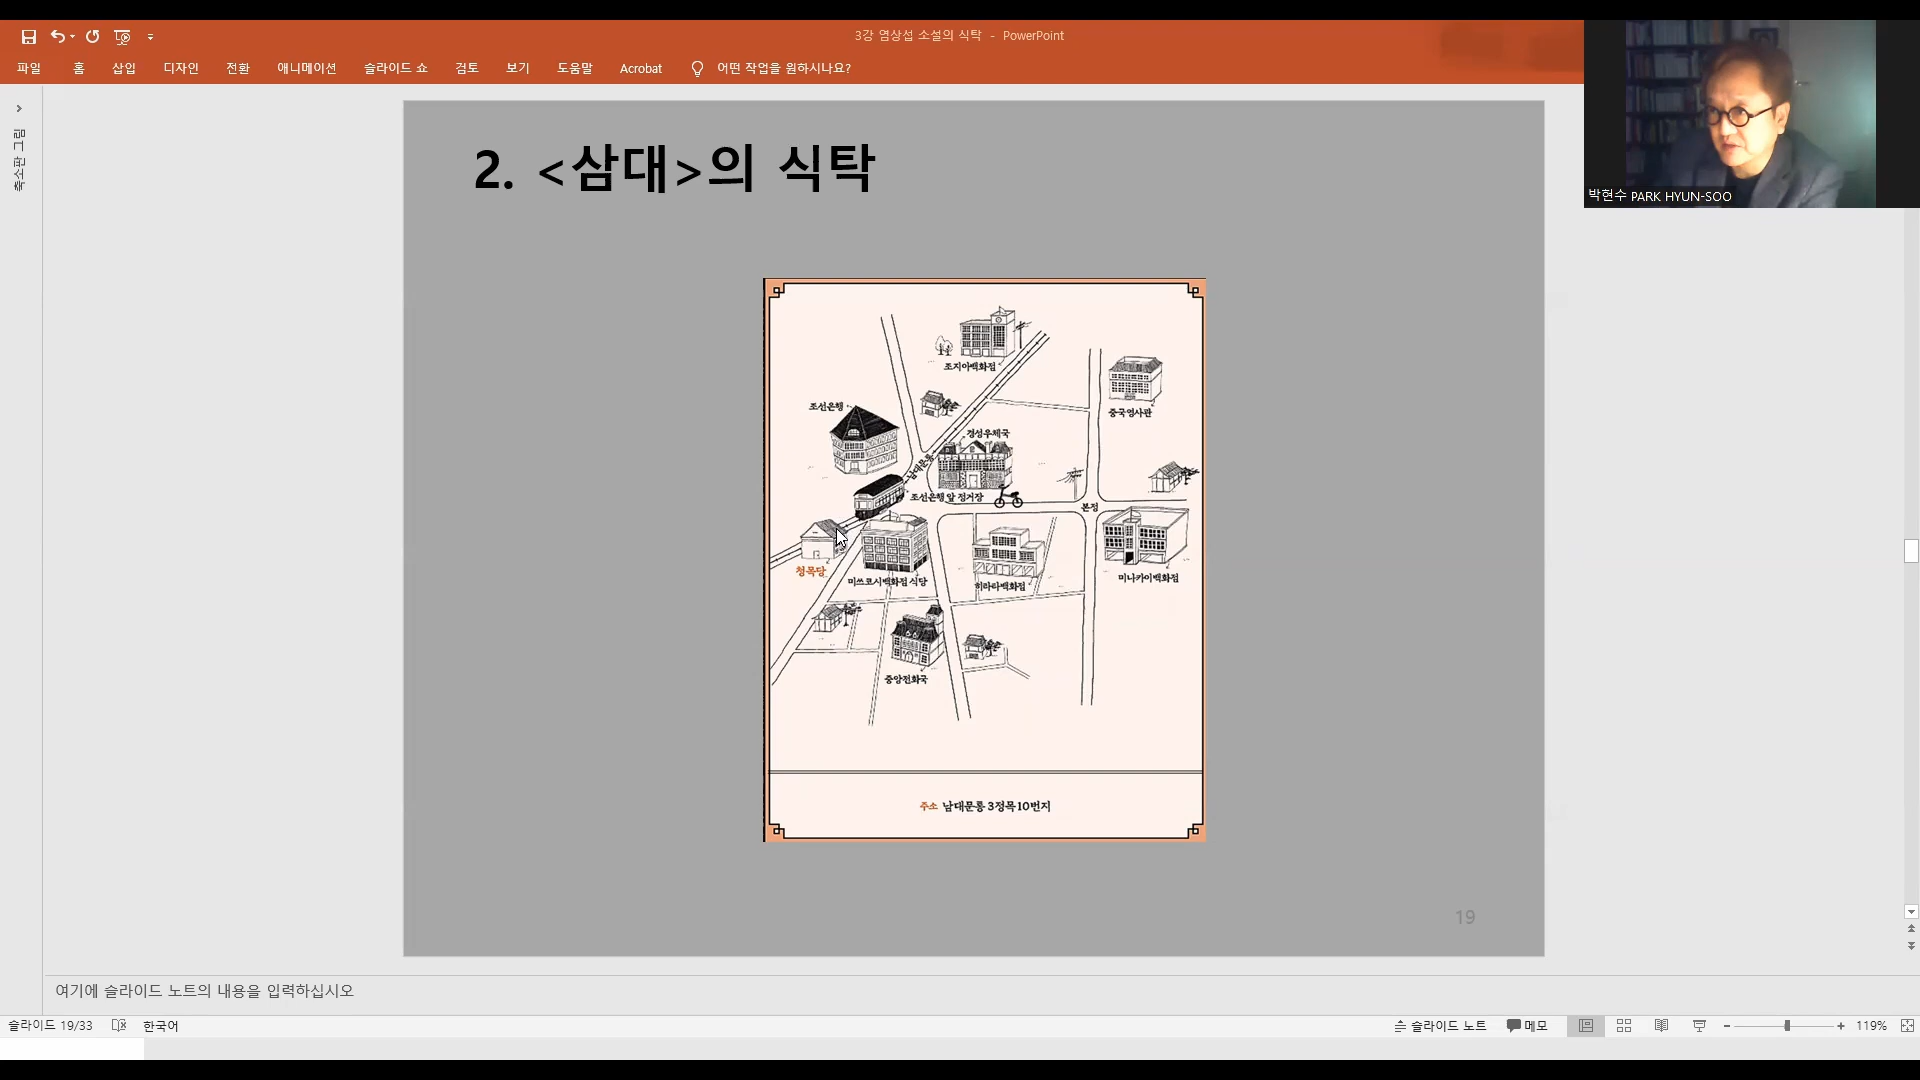 3강 염상섭 소설의 식탁 - PowerPoint
파일 홈 삽입 디자인 전환 애니메이션 슬라이드 쇼 검토 보기 도움말 Acrobat 어떤 작업을 원하시나요?
박현수 PARK HYUN-SOO
축소판 그림
2. <삼대>의 식탁
조지아백화점
중국영사관
조선은행
경성우체국
남대문통
조선은행 앞 정거장
본정
청목당
미쓰코시백화점 식당
히라타백화점
미나카이백화점
중앙전화국
주소 남대문통 3정목 10번지
19
여기에 슬라이드 노트의 내용을 입력하십시오
슬라이드 19/33 한국어 슬라이드 노트 메모 119%